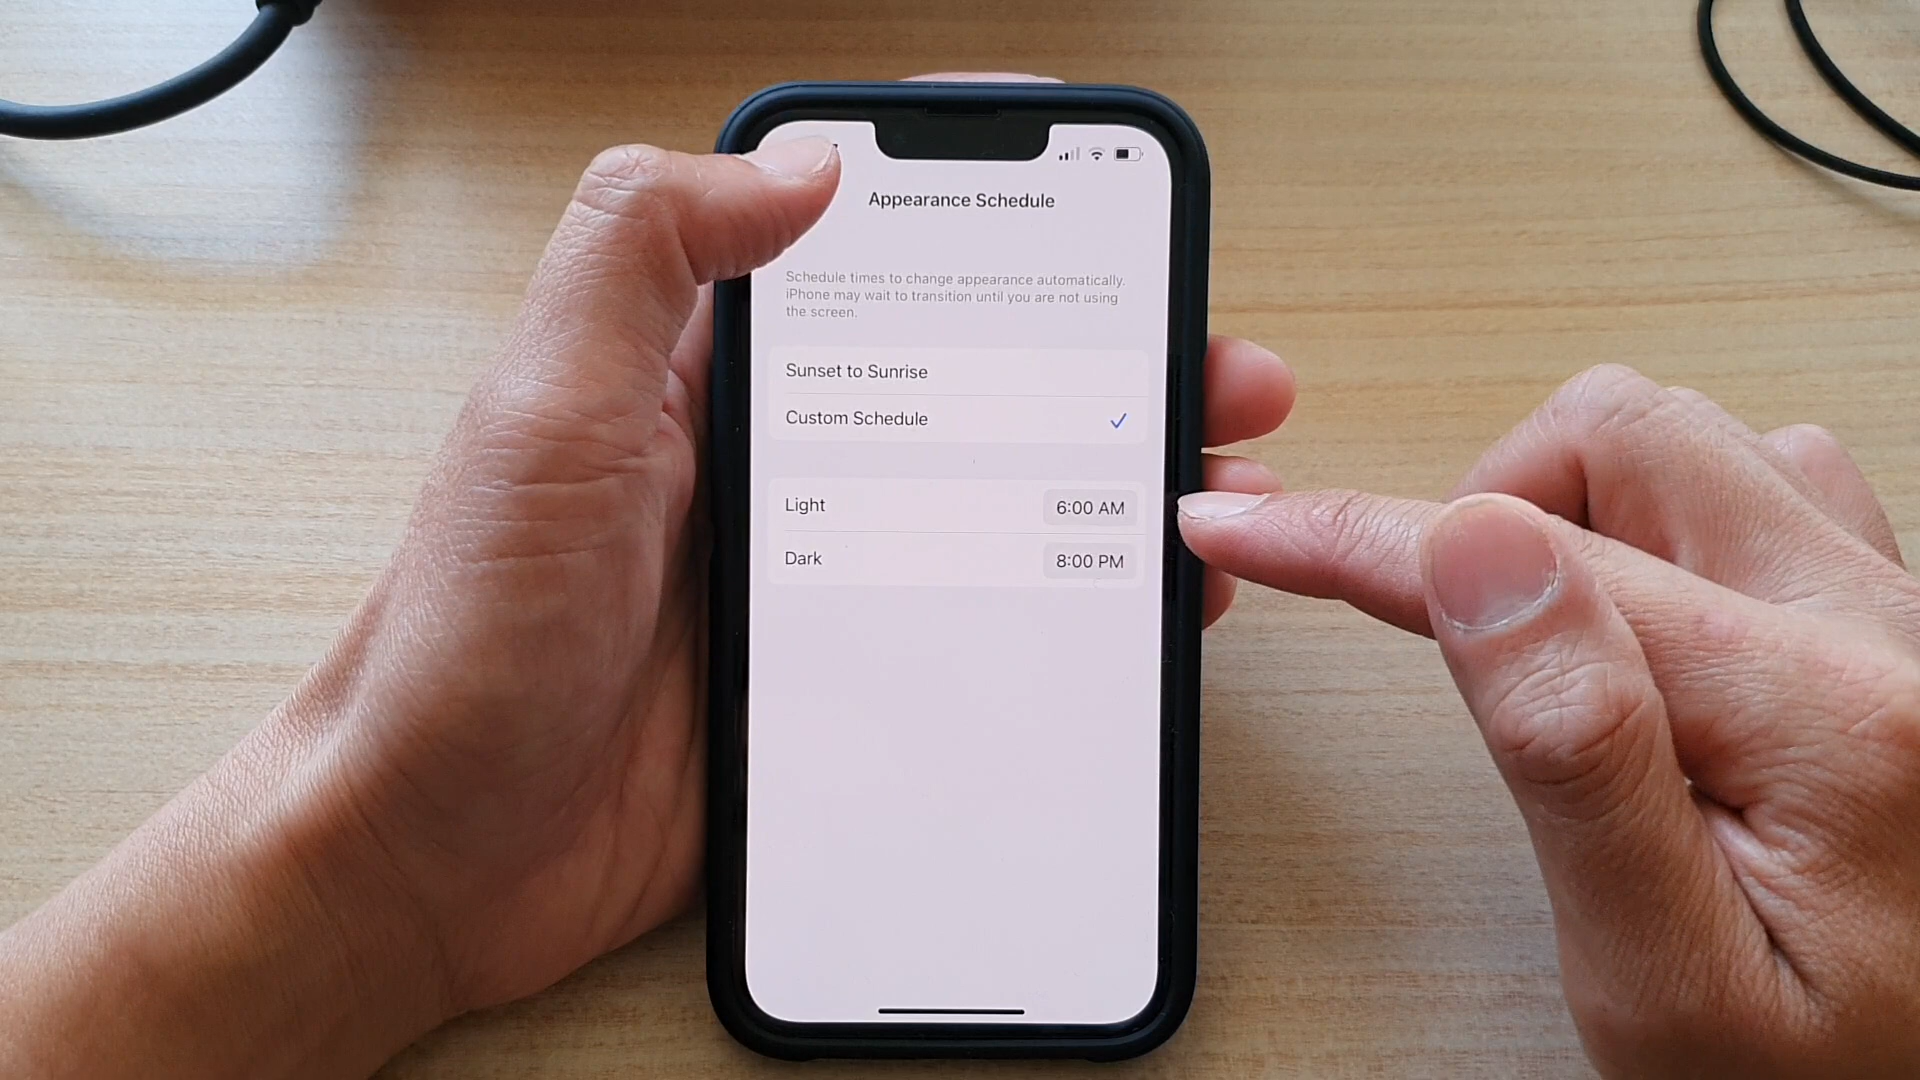 Appearance Schedule
Schedule times to change appearance automatically.
iPhone may wait to transition until you are not using
the screen.
Sunset to Sunrise
Custom Schedule
Light 6:00 AM
Dark 8:00 PM